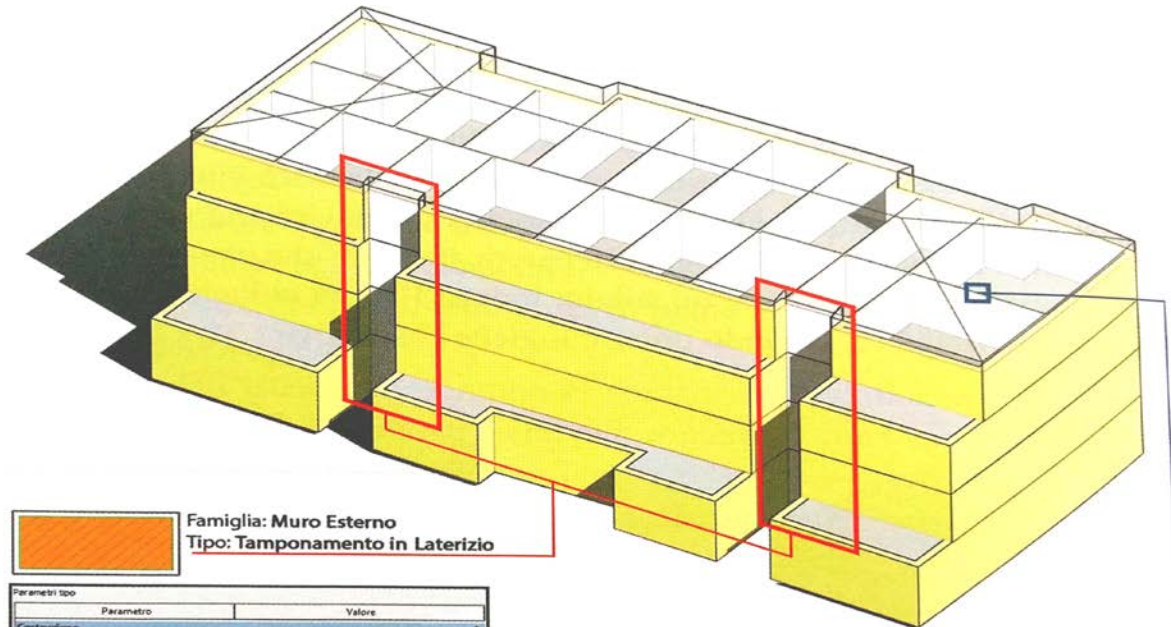 Famiglia: Muro Esterno
Tipo: Tamponamento in Laterizio
Parametri tipo
Parametro Valore